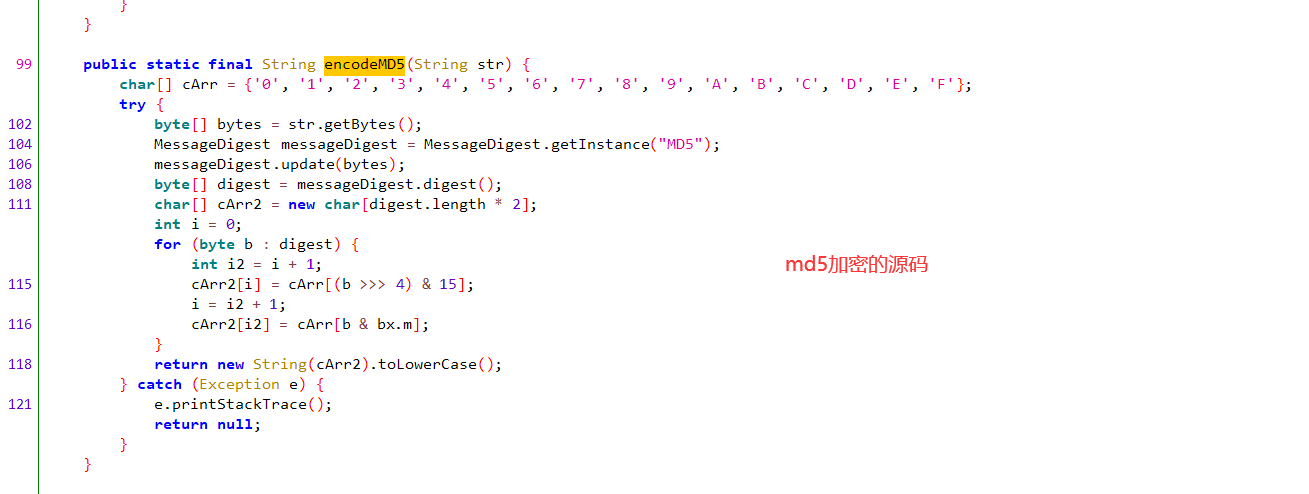 }
    }
99    public static final String encodeMD5(String str) {
        char[] cArr = {'0', '1', '2', '3', '4', '5', '6', '7', '8', '9', 'A', 'B', 'C', 'D', 'E', 'F'};
        try {
102            byte[] bytes = str.getBytes();
104            MessageDigest messageDigest = MessageDigest.getInstance("MD5");
106            messageDigest.update(bytes);
108            byte[] digest = messageDigest.digest();
111            char[] cArr2 = new char[digest.length * 2];
            int i = 0;
            for (byte b : digest) {
                int i2 = i + 1;
md5加密的源码
115                cArr2[i] = cArr[(b >>> 4) & 15];
                i = i2 + 1;
116                cArr2[i2] = cArr[b & bx.m];
            }
118            return new String(cArr2).toLowerCase();
        } catch (Exception e) {
121            e.printStackTrace();
            return null;
        }
    }